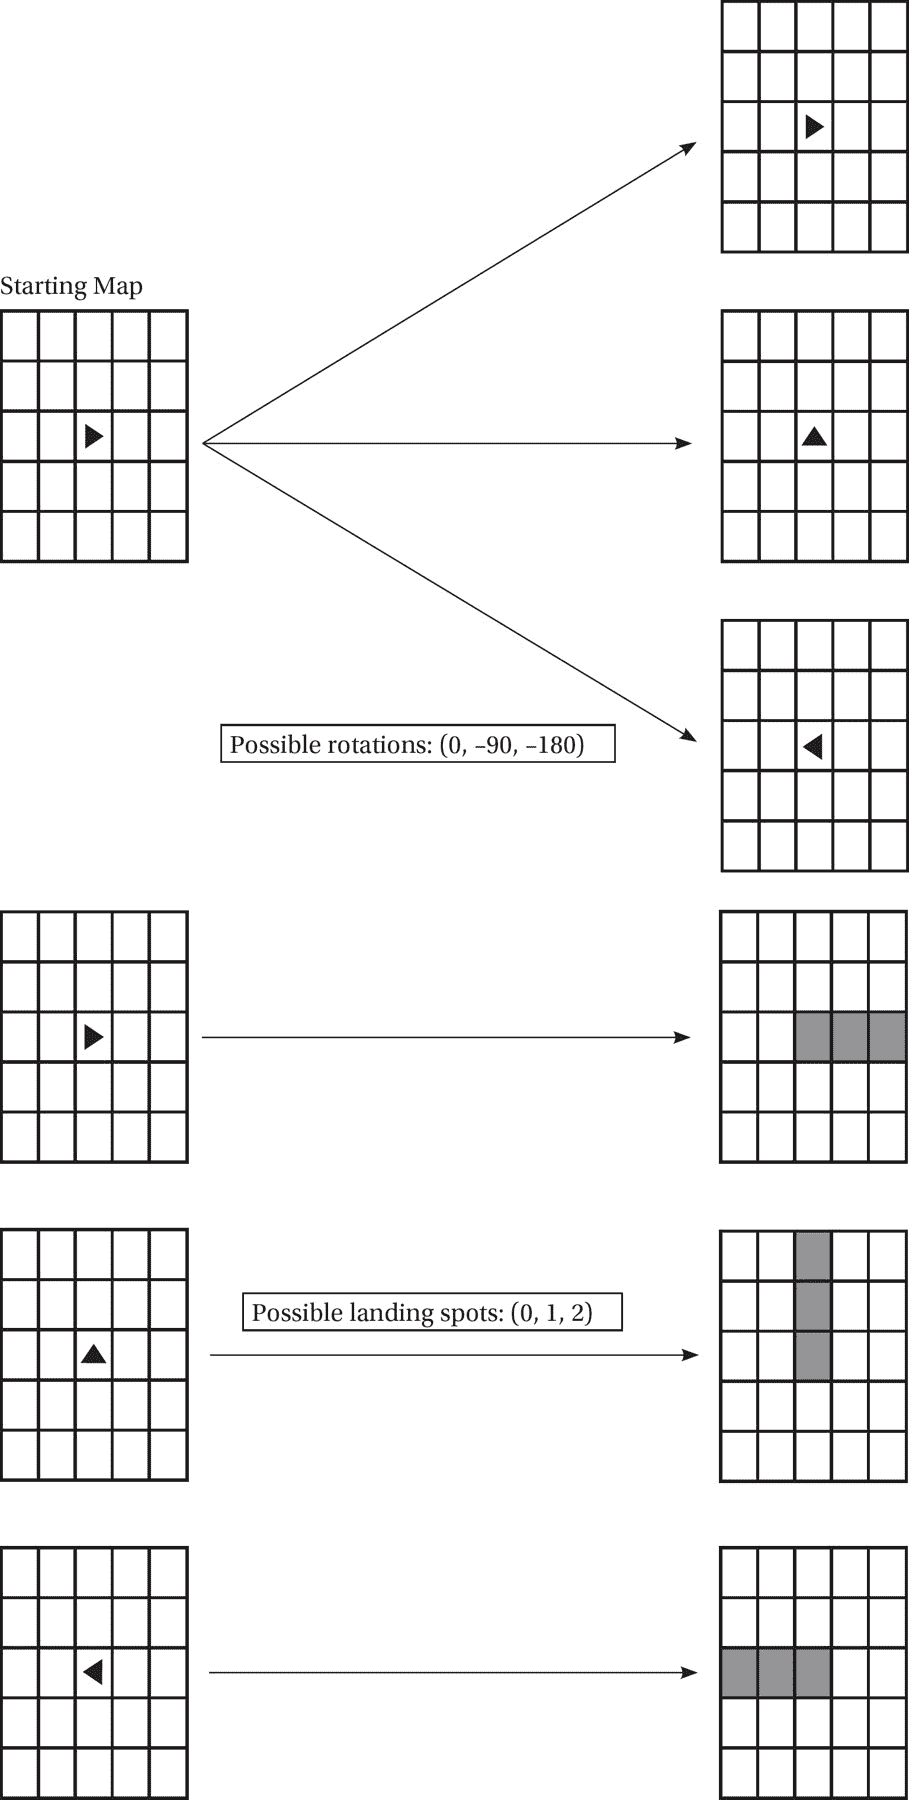 Starting Map
Possible rotations: (0, –90, –180)
Possible landing spots: (0, 1, 2)